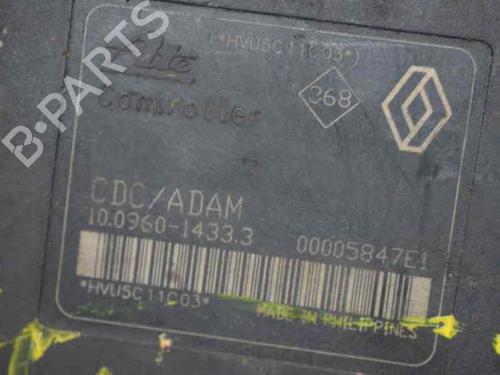 B-PARTS
(*HVU5C11C03*)
368
Controller
CDC/ADAM
10.0960-1433.3
00005847E1
*HVU5C11C03*
MADE IN PHILIPPINES